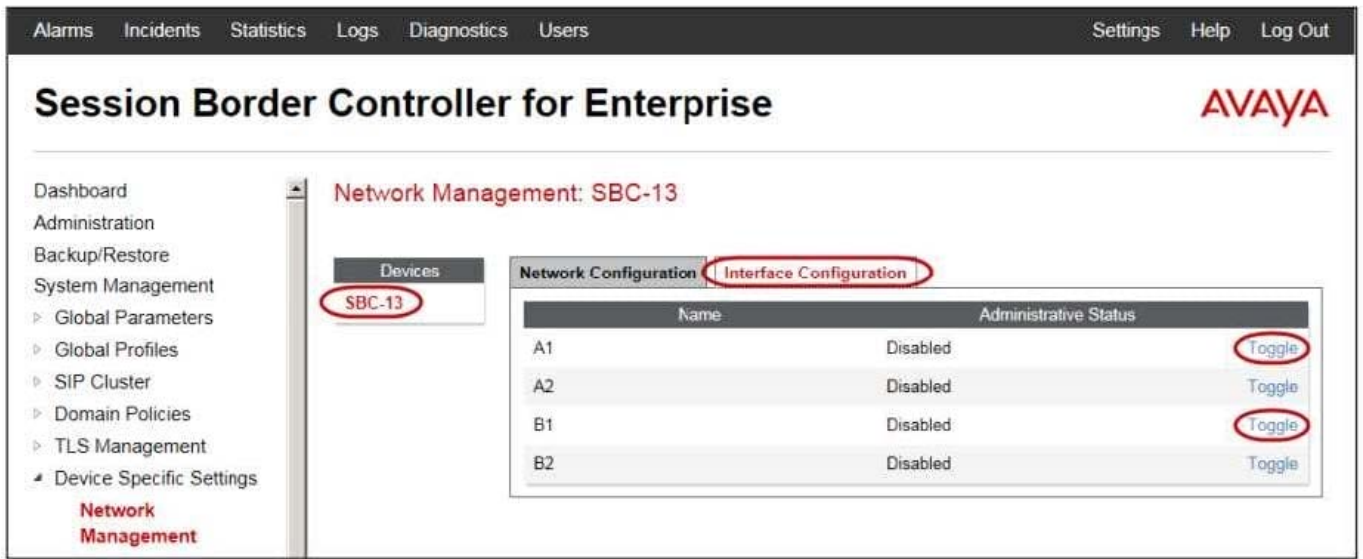 Alarms Incidents Statistics Logs Diagnostics Users Settings Help Log Out
Session Border Controller for Enterprise AVAYA
Dashboard
Administration
Backup/Restore
System Management
Global Parameters
Global Profiles
SIP Cluster
Domain Policies
TLS Management
Device Specific Settings
Network
Management
Network Management: SBC-13
Devices
SBC-13
Network Configuration Interface Configuration
Name Administrative Status
A1 Disabled Toggle
A2 Disabled Toggle
B1 Disabled Toggle
B2 Disabled Toggle